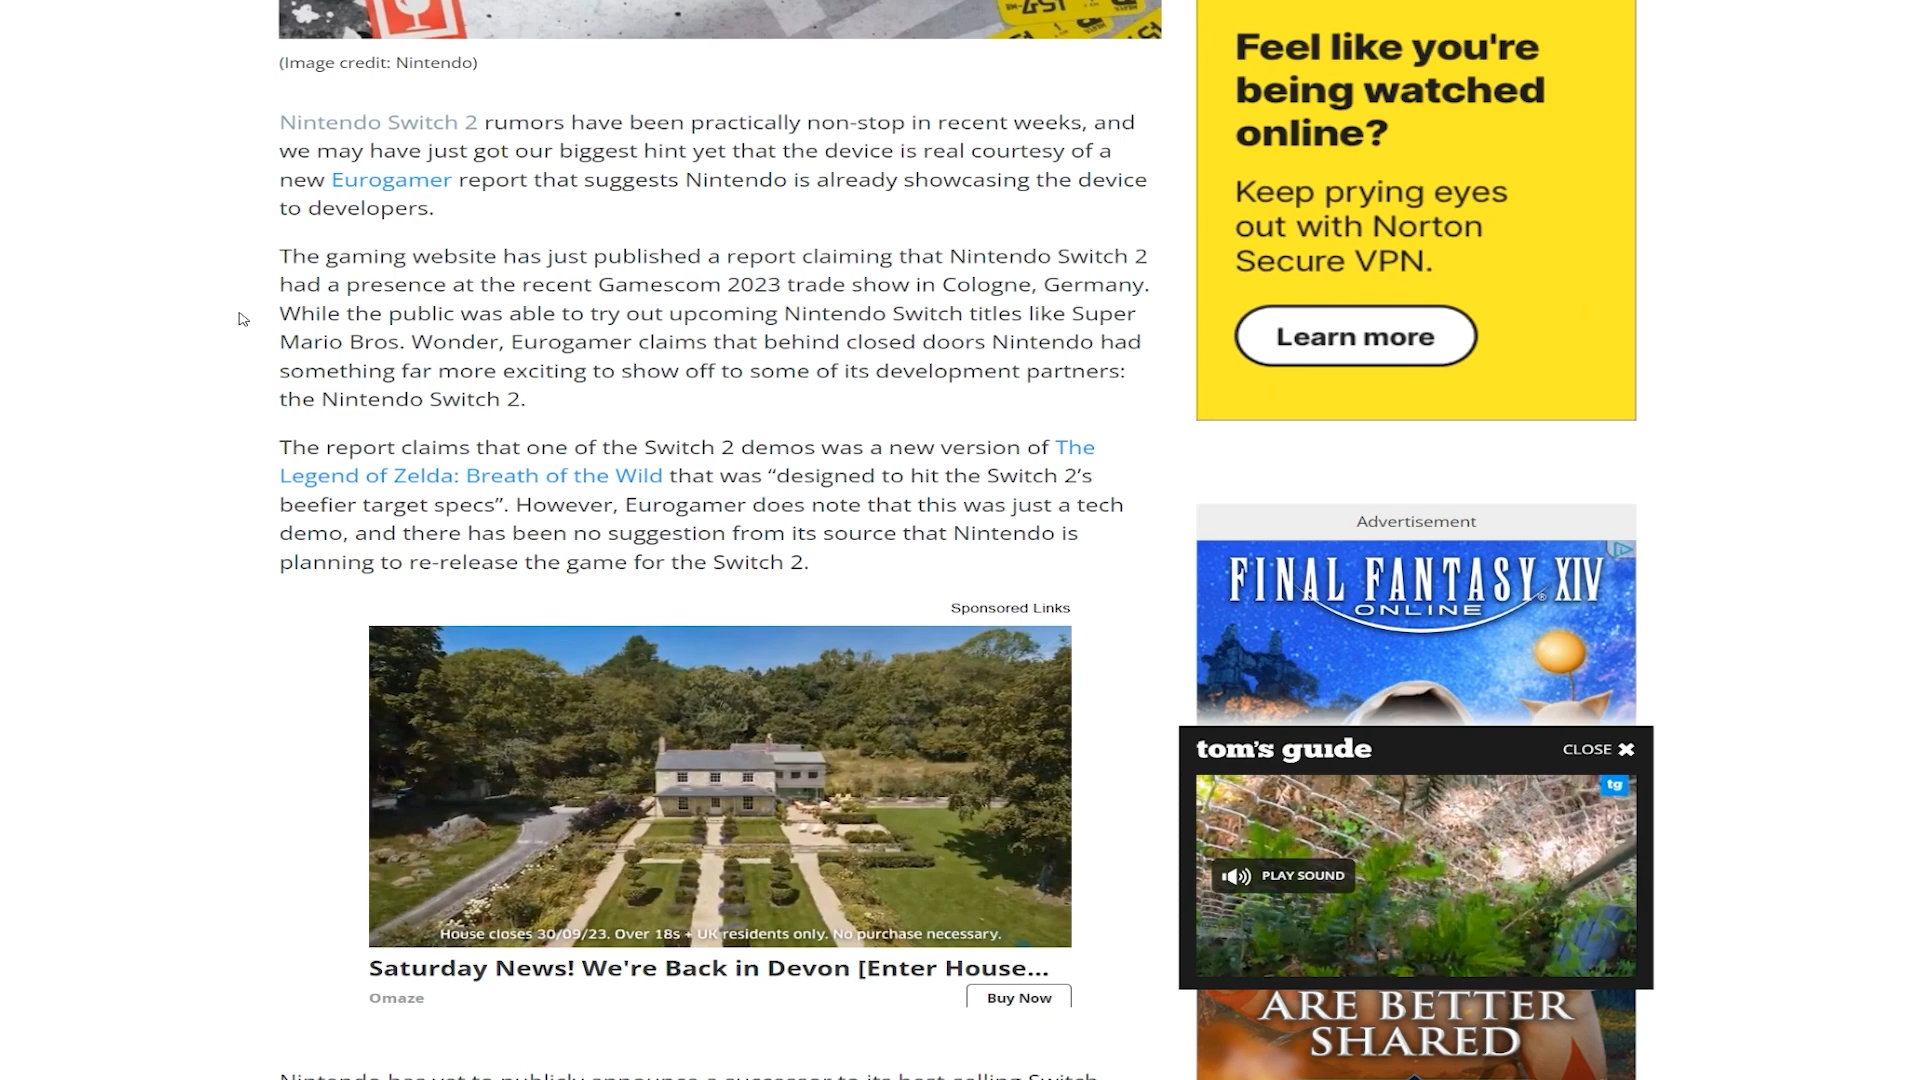 (Image credit: Nintendo)
Nintendo Switch 2 rumors have been practically non-stop in recent weeks, and
we may have just got our biggest hint yet that the device is real courtesy of a
new Eurogamer report that suggests Nintendo is already showcasing the device
to developers.
The gaming website has just published a report claiming that Nintendo Switch 2
had a presence at the recent Gamescom 2023 trade show in Cologne, Germany.
While the public was able to try out upcoming Nintendo Switch titles like Super
Mario Bros. Wonder, Eurogamer claims that behind closed doors Nintendo had
something far more exciting to show off to some of its development partners:
the Nintendo Switch 2.
The report claims that one of the Switch 2 demos was a new version of The
Legend of Zelda: Breath of the Wild that was “designed to hit the Switch 2’s
beefier target specs”. However, Eurogamer does note that this was just a tech
demo, and there has been no suggestion from its source that Nintendo is
planning to re-release the game for the Switch 2.
Sponsored Links
House closes 30/09/23. Over 18s + UK residents only. No purchase necessary.
Saturday News! We're Back in Devon [Enter House...
Omaze
Buy Now
Nintendo has yet to publicly announce a successor to its best-selling Switch
Feel like you're
being watched
online?
Keep prying eyes
out with Norton
Secure VPN.
Learn more
Advertisement
FINAL FANTASY XIV
ONLINE
tom's guide
CLOSE
tg
PLAY SOUND
ARE BETTER
SHARED